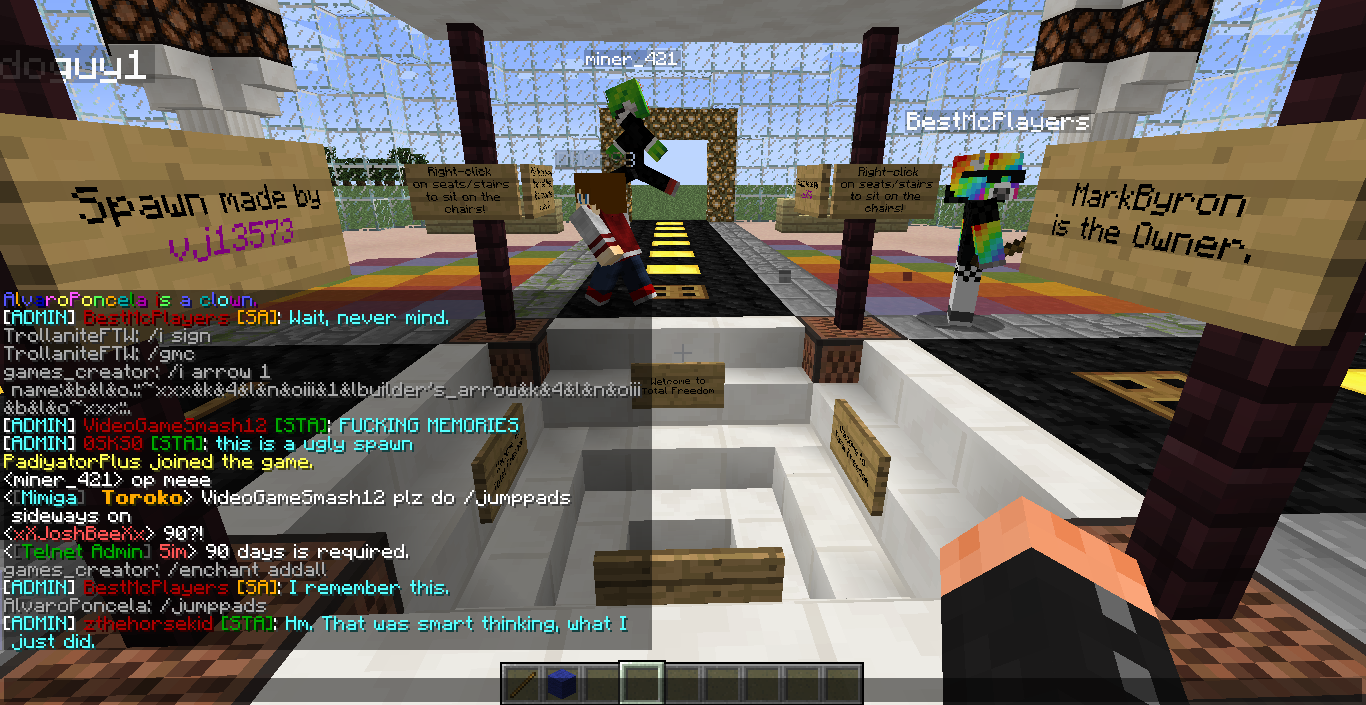 doguy1
miner_421
BestMcPlayers
3
Spawn made by
vj13573
Right-click
on seats/stairs
to sit on the
chairs!
Right-click
on seats/stairs
to sit on the
chairs!
MarkByron
is the Owner.
Welcome to
Total Freedom
AlvaroPoncela is a clown.
[ADMIN] BestMcPlayers [SA]: Wait, never mind.
TrollaniteFTW: /i sign
TrollaniteFTW: /gmc
games_creator: /i arrow 1
name:&b&l&o.::~xxx&k&4&l&n&oiii&1&lbuilder's_arrow&k&4&l&n&oiii
&b&l&o~xxx::.
[ADMIN] VideoGameSmash12 [STA]: FUCKING MEMORIES
[ADMIN] 0SKS0 [STA]: this is a ugly spawn
PadiyatorPlus joined the game.
<miner_421> op meee
<[Mimiga] Toroko> VideoGameSmash12 plz do /jumppads
sideways on
<xXJoshBeeXx> 90?!
<[Telnet Admin] 5im> 90 days is required.
games_creator: /enchant addall
[ADMIN] BestMcPlayers [SA]: I remember this.
AlvaroPoncela: /jumppads
[ADMIN] zthehorsekid [STA]: Hm. That was smart thinking, what I
just did.